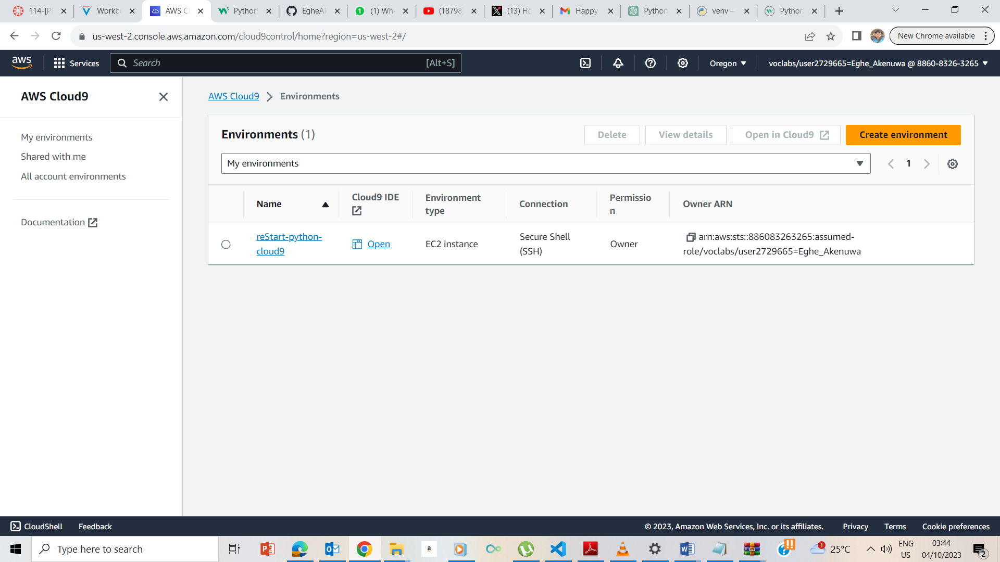 114-[P
Workb
AWS C
Python
EgheA
(1) Wha
(18798
(13) Ho
Happy
Python
venv —
Python
us-west-2.console.aws.amazon.com/cloud9control/home?region=us-west-2#/
New Chrome available
aws
Services
Search
[Alt+S]
Oregon
voclabs/user2729665=Eghe_Akenuwa @ 8860-8326-3265
AWS Cloud9
My environments
Shared with me
All account environments
Documentation
AWS Cloud9
Environments
Environments (1)
Delete
View details
Open in Cloud9
Create environment
My environments
1
Name
Cloud9 IDE
Environment
type
Connection
Permissio
n
Owner ARN
reStart-python-
cloud9
Open
EC2 instance
Secure Shell
(SSH)
Owner
arn:aws:sts::886083263265:assumed-
role/voclabs/user2729665=Eghe_Akenuwa
CloudShell
Feedback
© 2023, Amazon Web Services, Inc. or its affiliates.
Privacy
Terms
Cookie preferences
Type here to search
a
1
25°C
ENG
US
03:44
04/10/2023
2